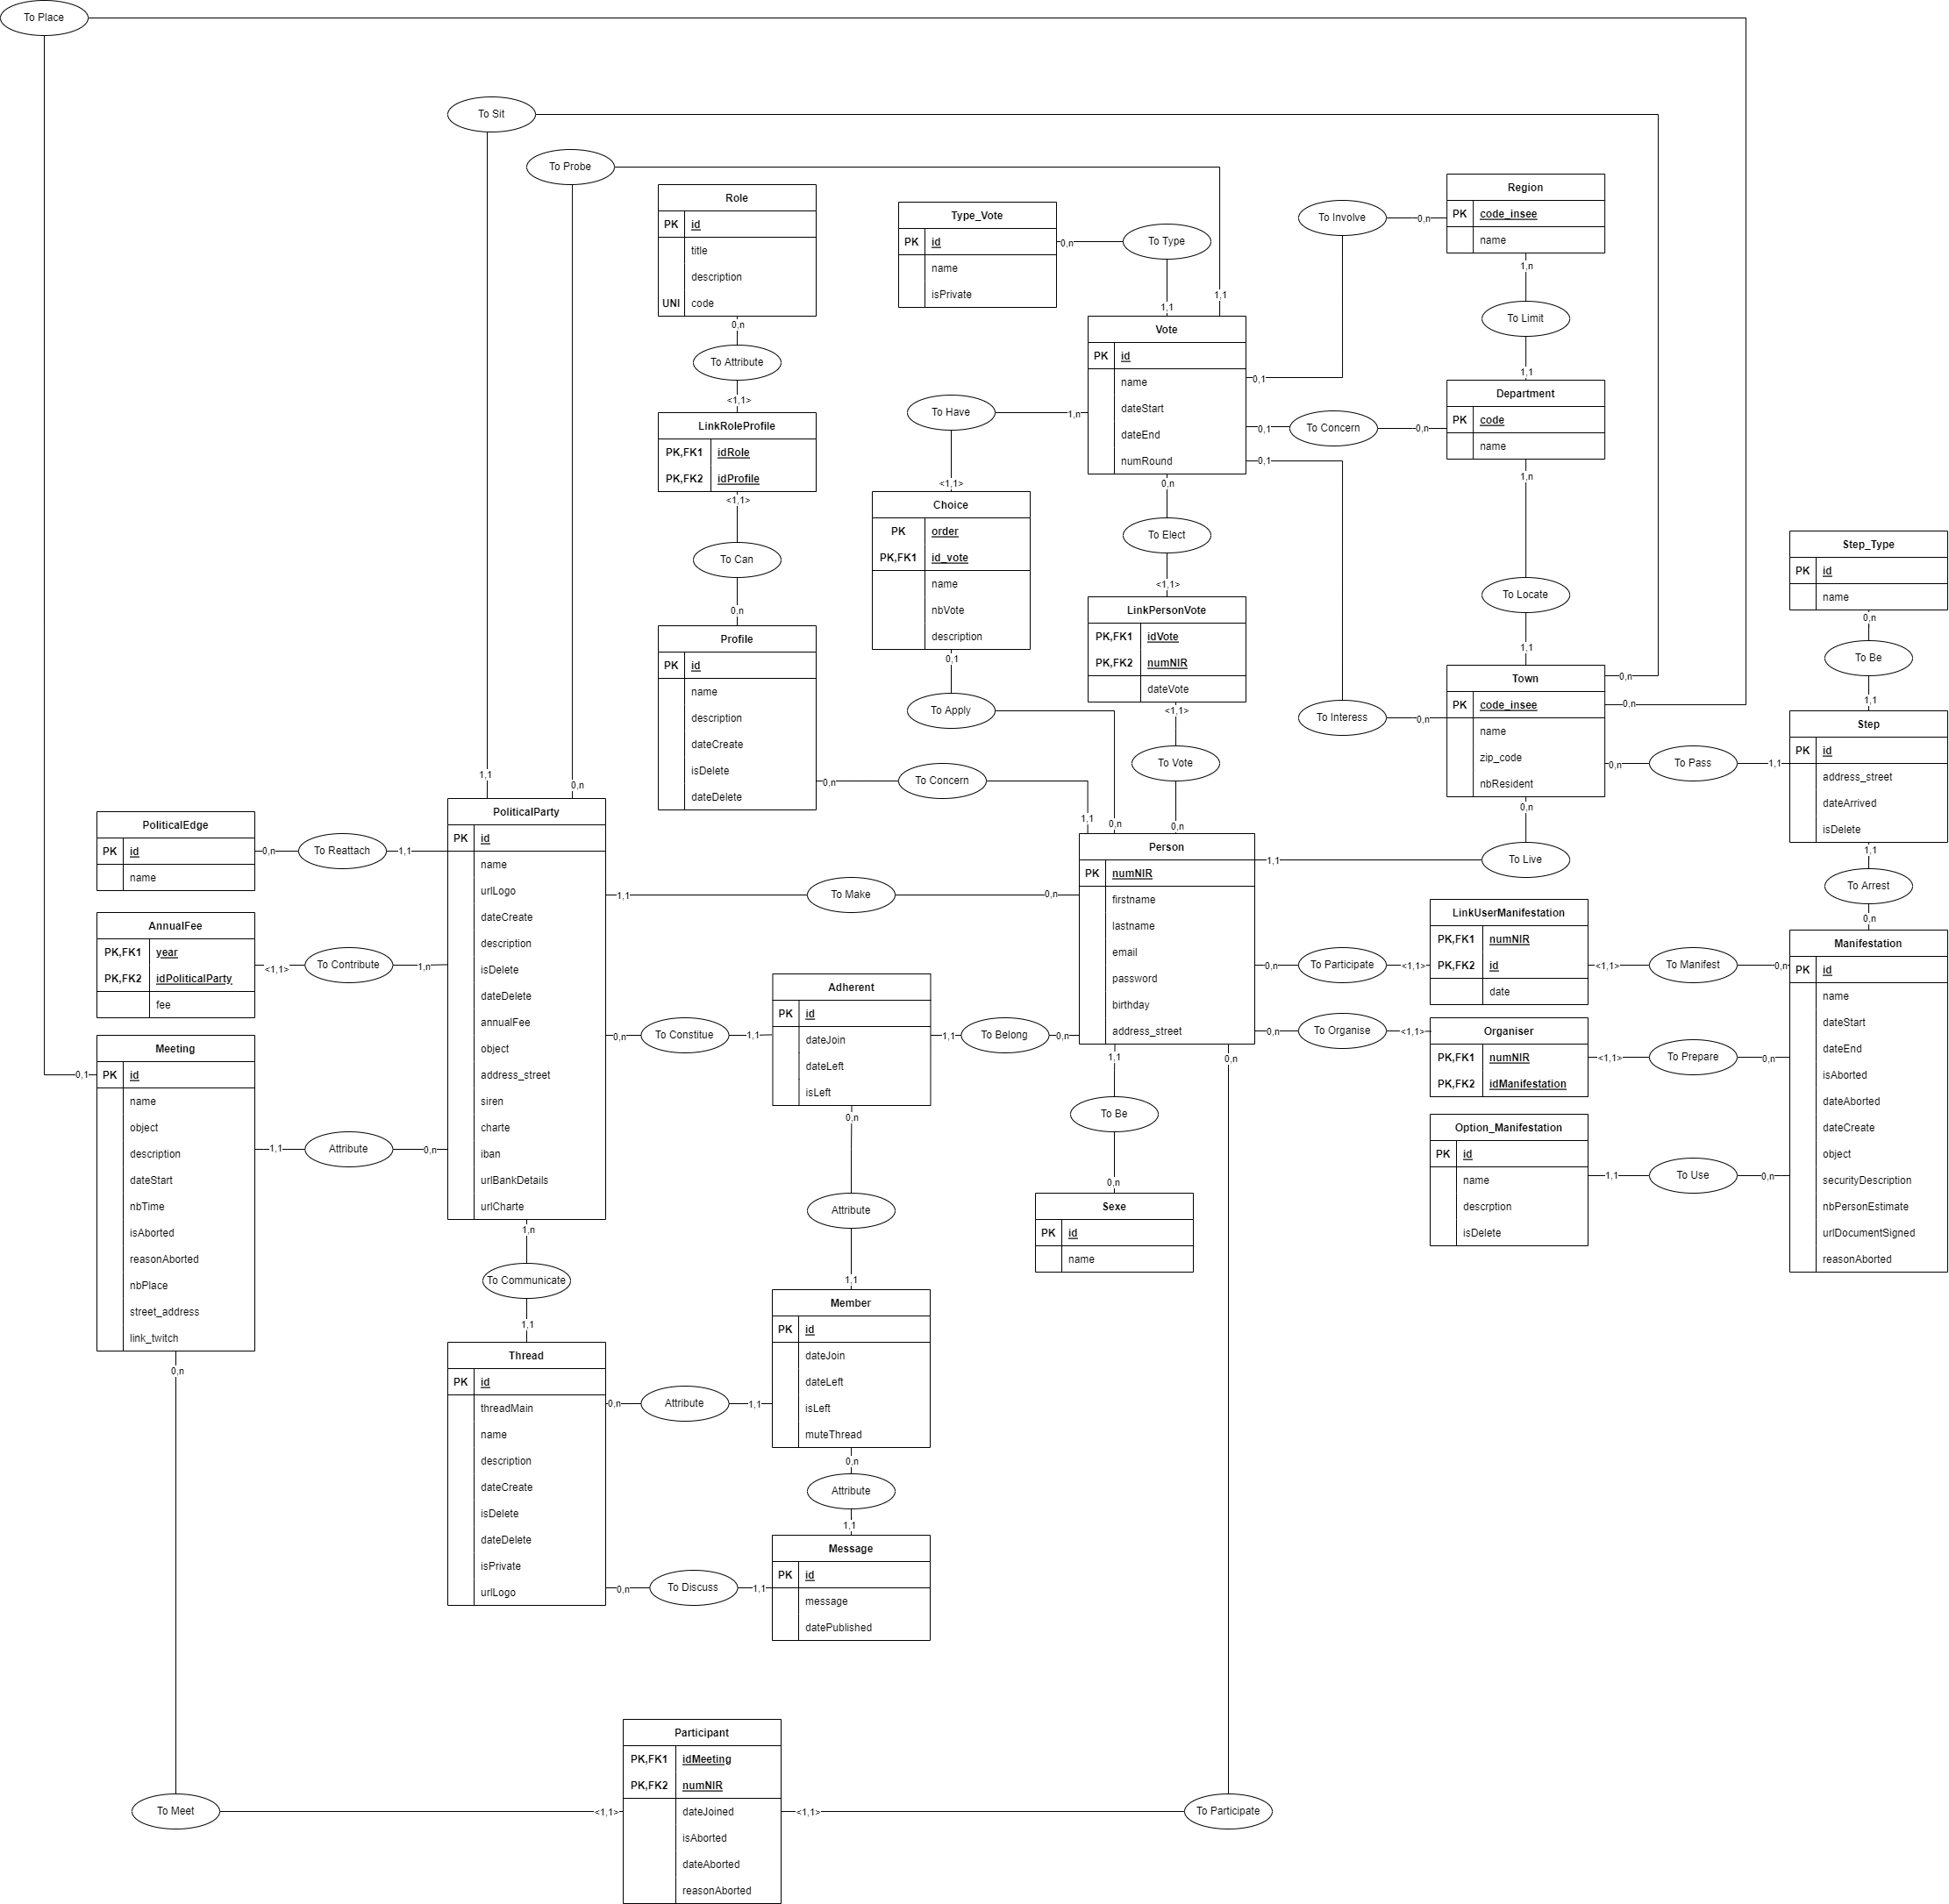 To Place
To Sit
To Probe
Role
PK id
title
description
UNI code
0,n
To Attribute
<1,1>
LinkRoleProfile
PK,FK1 idRole
PK,FK2 idProfile
<1,1>
To Can
0,n
Profile
PK id
name
description
dateCreate
isDelete
dateDelete
0,n
To Concern
1,1
Type_Vote
PK id
name
isPrivate
0,n
To Type
1,1
1,1
Vote
PK id
name
dateStart
dateEnd
numRound
0,1
To Involve
0,n
0,1
To Concern
0,n
0,1
To Interess
0,n
Region
PK code_insee
name
1,n
To Limit
1,1
Department
PK code
name
1,n
To Locate
1,1
Town
PK code_insee
name
zip_code
nbResident
0,n
0,n
0,n
To Pass
1,1
0,n
To Live
1,1
To Have
1,n
<1,1>
Choice
PK order
PK,FK1 id_vote
name
nbVote
description
0,1
To Apply
0,n
0,n
To Elect
<1,1>
LinkPersonVote
PK,FK1 idVote
PK,FK2 numNIR
dateVote
<1,1>
To Vote
0,n
Step_Type
PK id
name
0,n
To Be
1,1
Step
PK id
address_street
dateArrived
isDelete
1,1
To Arrest
0,n
Manifestation
PK id
name
dateStart
dateEnd
isAborted
dateAborted
dateCreate
object
securityDescription
nbPersonEstimate
urlDocumentSigned
reasonAborted
PoliticalEdge
PK id
name
0,n
To Reattach
1,1
AnnualFee
PK,FK1 year
PK,FK2 idPoliticalParty
fee
<1,1>
To Contribute
1,n
Meeting
PK id
name
object
description
dateStart
nbTime
isAborted
reasonAborted
nbPlace
street_address
link_twitch
0,1
1,1
Attribute
0,n
0,n
1,1
0,n
PoliticalParty
PK id
name
urlLogo
dateCreate
description
isDelete
dateDelete
annualFee
object
address_street
siren
charte
iban
urlBankDetails
urlCharte
1,1
To Make
0,n
0,n
To Constitue
1,1
1,n
To Communicate
1,1
Person
PK numNIR
firstname
lastname
email
password
birthday
address_street
Adherent
PK id
dateJoin
dateLeft
isLeft
1,1
To Belong
0,n
0,n
Attribute
1,1
1,1
To Be
0,n
Sexe
PK id
name
0,n
0,n
To Participate
<1,1>
LinkUserManifestation
PK,FK1 numNIR
PK,FK2 id
date
<1,1>
To Manifest
0,n
0,n
To Organise
<1,1>
Organiser
PK,FK1 numNIR
PK,FK2 idManifestation
<1,1>
To Prepare
0,n
Option_Manifestation
PK id
name
descrption
isDelete
1,1
To Use
0,n
Thread
PK id
threadMain
name
description
dateCreate
isDelete
dateDelete
isPrivate
urlLogo
0,n
Attribute
1,1
Member
PK id
dateJoin
dateLeft
isLeft
muteThread
0,n
Attribute
1,1
0,n
To Discuss
1,1
Message
PK id
message
datePublished
To Meet
<1,1>
Participant
PK,FK1 idMeeting
PK,FK2 numNIR
dateJoined
isAborted
dateAborted
reasonAborted
<1,1>
To Participate